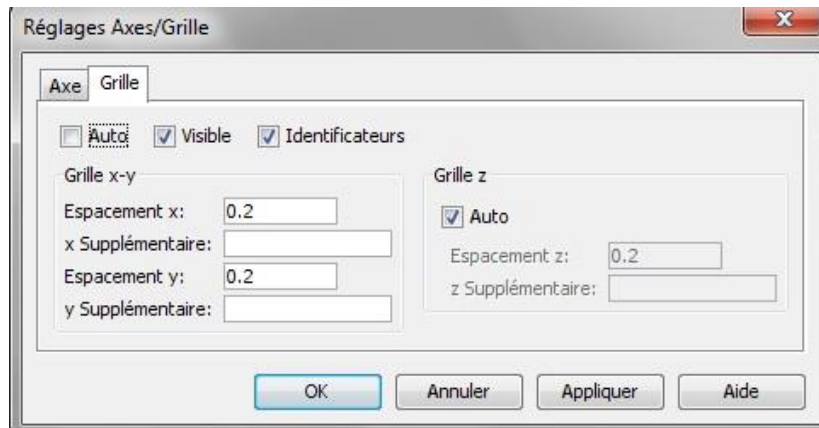 Réglages Axes/Grille
Axe Grille
Auto Visible Identificateurs
Grille x-y
Espacement x: 0.2
x Supplémentaire:
Espacement y: 0.2
y Supplémentaire:
Grille z
Auto
Espacement z: 0.2
z Supplémentaire:
OK Annuler Appliquer Aide